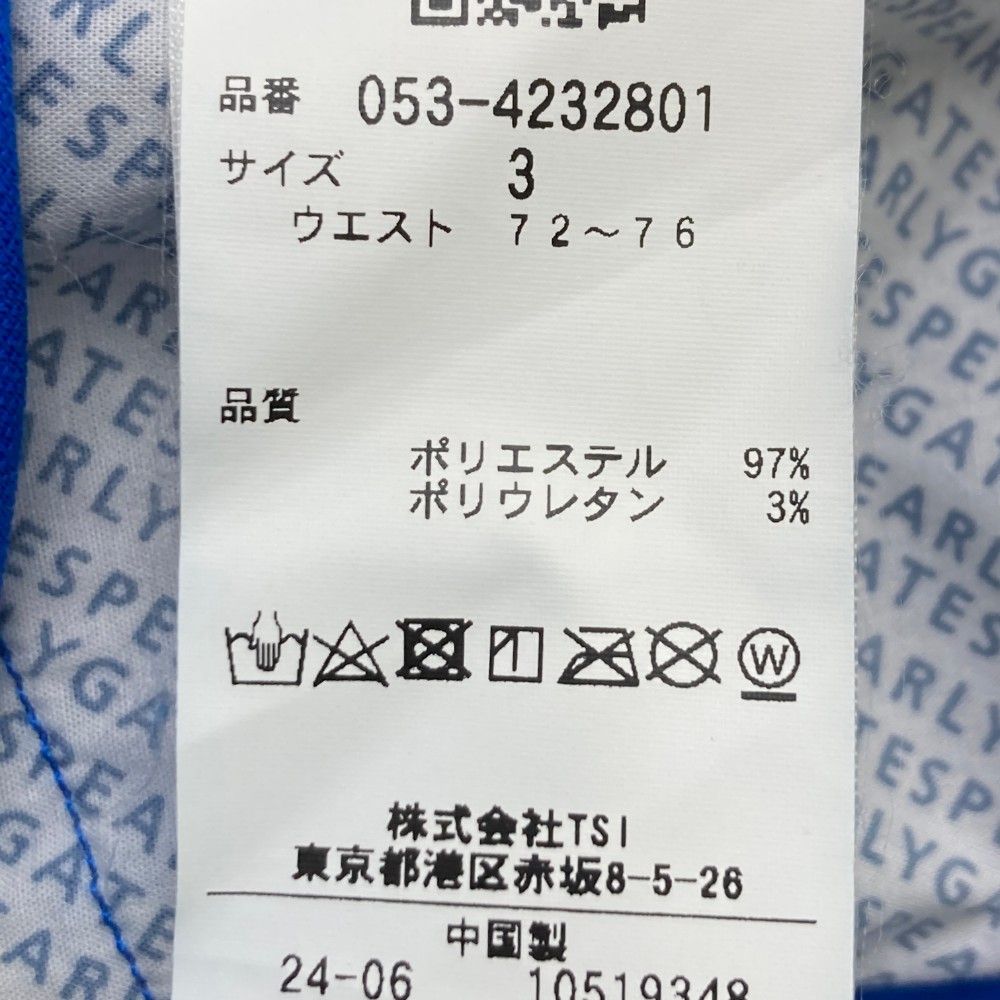 品番 053-4232801
サイズ 3
ウエスト 72～76
品質
ポリエステル 97%
ポリウレタン 3%
W
株式会社TSI
東京都港区赤坂8-5-26
中国製
24-06 10519348